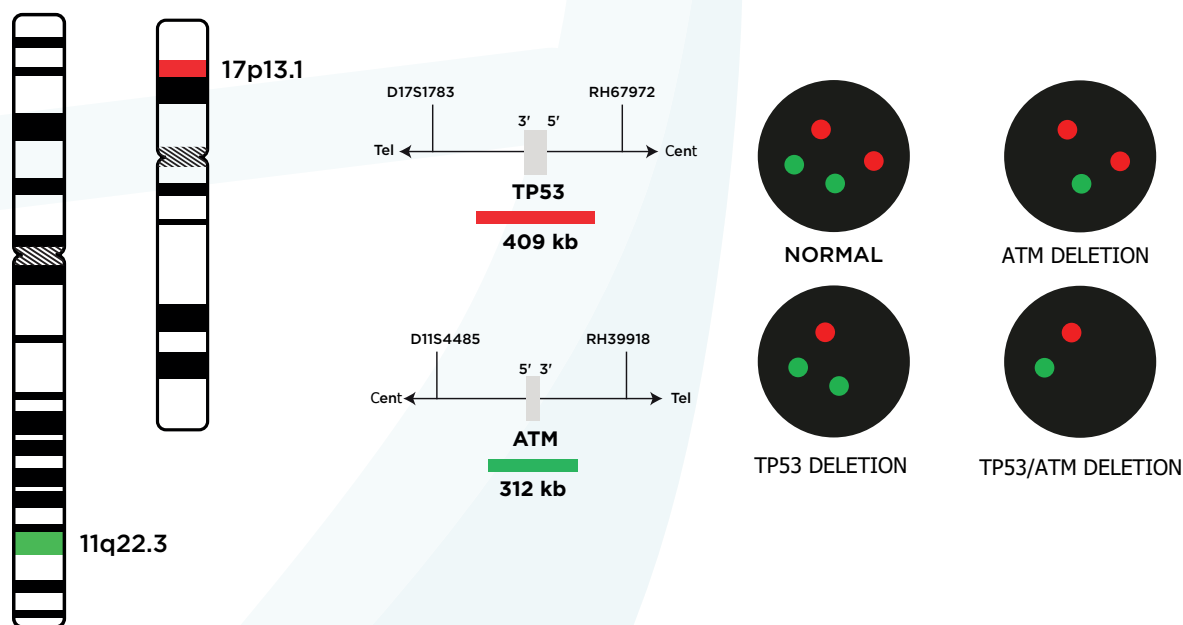 17p13.1
11q22.3
D17S1783 RH67972
3' 5'
Tel Cent
TP53
409 kb
D11S4485 RH39918
5' 3'
Cent Tel
ATM
312 kb
NORMAL
ATM DELETION
TP53 DELETION
TP53/ATM DELETION